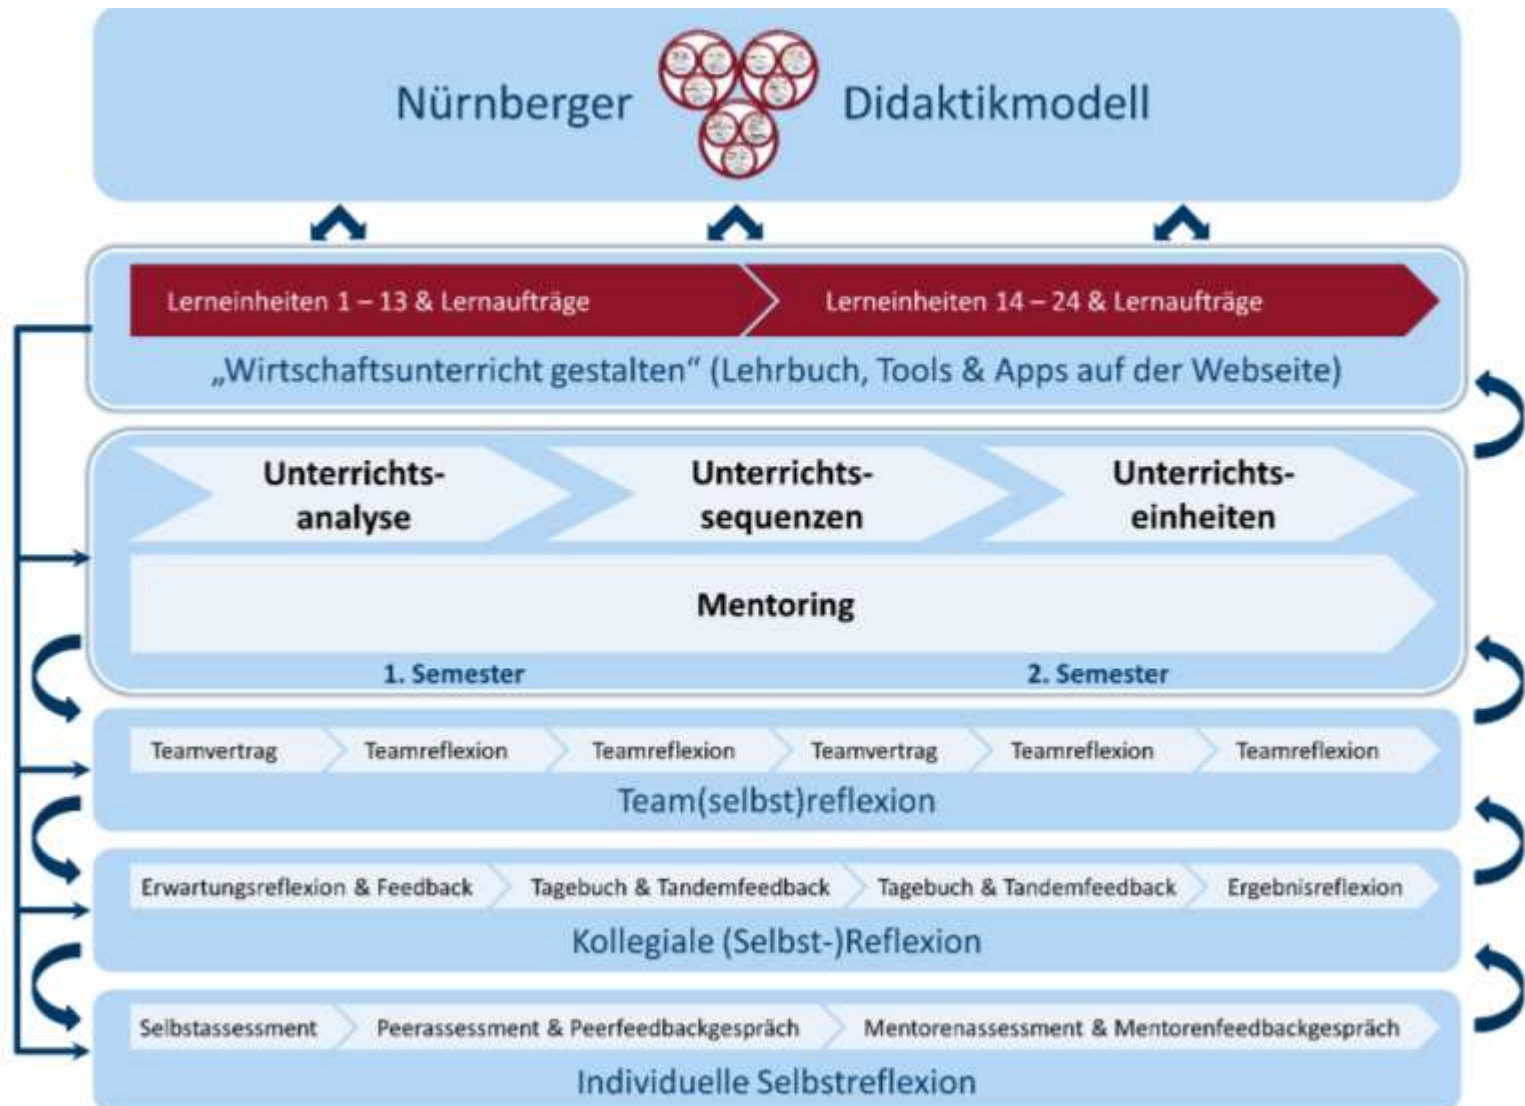 Nürnberger Didaktikmodell
Lerneinheiten 1 – 13 & Lernaufträge
Lerneinheiten 14 – 24 & Lernaufträge
„Wirtschaftsunterricht gestalten“ (Lehrbuch, Tools & Apps auf der Webseite)
Unterrichts-
analyse
Unterrichts-
sequenzen
Unterrichts-
einheiten
Mentoring
1. Semester
2. Semester
Teamvertrag
Teamreflexion
Teamreflexion
Teamvertrag
Teamreflexion
Teamreflexion
Team(selbst)reflexion
Erwartungsreflexion & Feedback
Tagebuch & Tandemfeedback
Tagebuch & Tandemfeedback
Ergebnisreflexion
Kollegiale (Selbst-)Reflexion
Selbstassessment
Peerassessment & Peerfeedbackgespräch
Mentorenassessment & Mentorenfeedbackgespräch
Individuelle Selbstreflexion